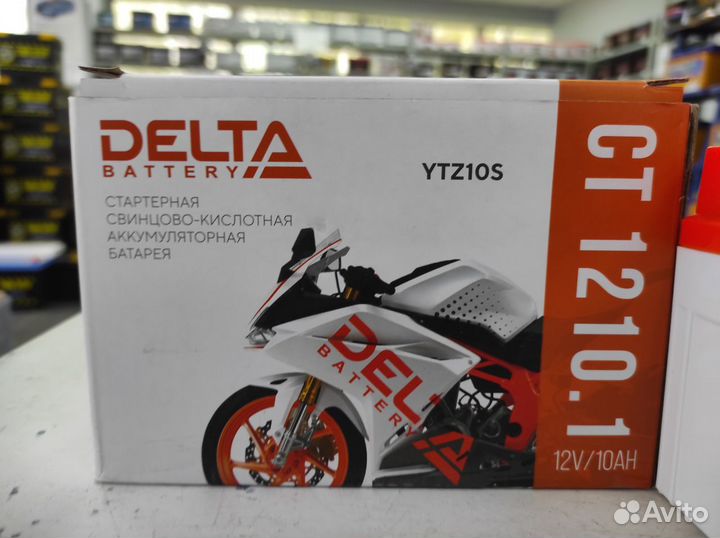 DELTA
BATTERY
YTZ10S
СТАРТЕРНАЯ
СВИНЦОВО-КИСЛОТНАЯ
АККУМУЛЯТОРНАЯ
БАТАРЕЯ
DELTA
BATTERY
CT 1210.1
12V/10AH
Avito